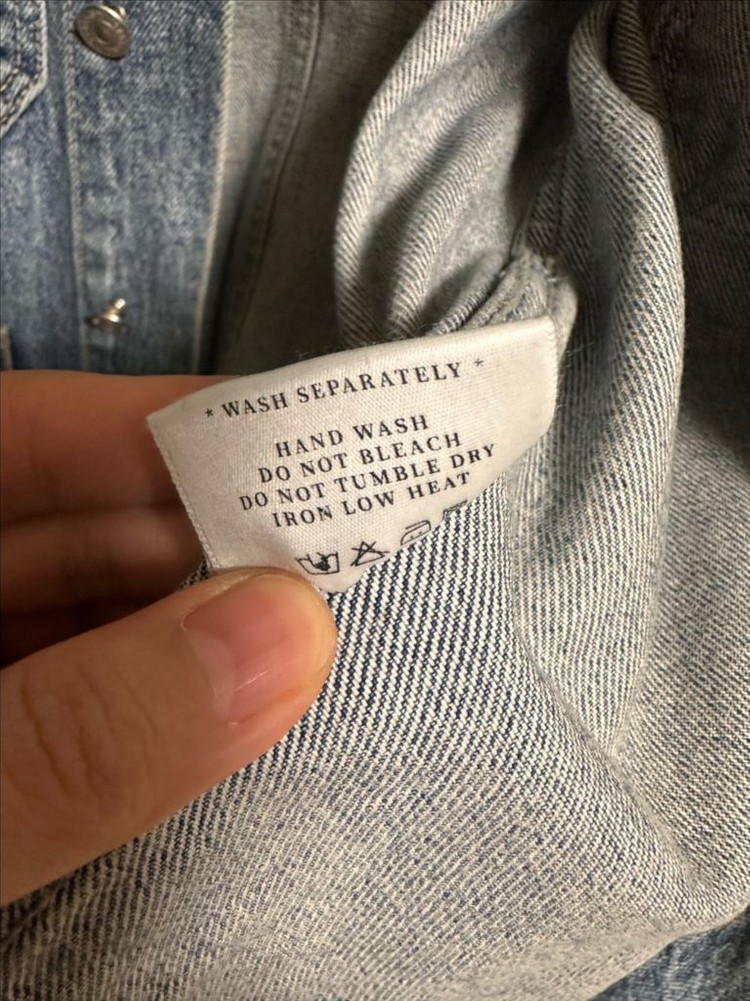 * WASH SEPARATELY *
HAND WASH
DO NOT BLEACH
DO NOT TUMBLE DRY
IRON LOW HEAT